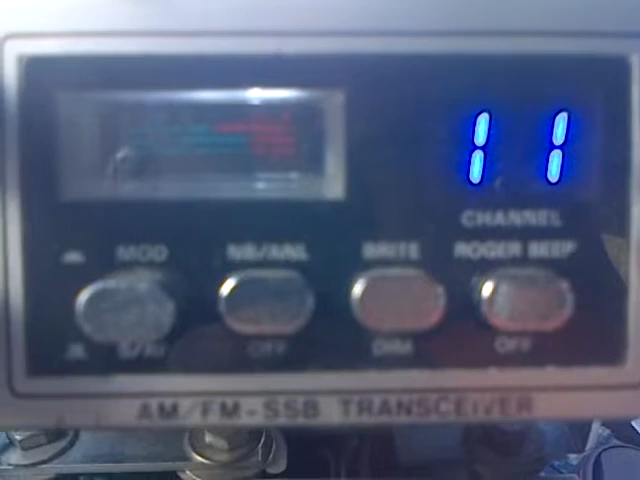 11
CHANNEL
MOD NB/ANL BRITE ROGER BEEP
OFF DIM OFF
AM/FM-SSB TRANSCEIVER